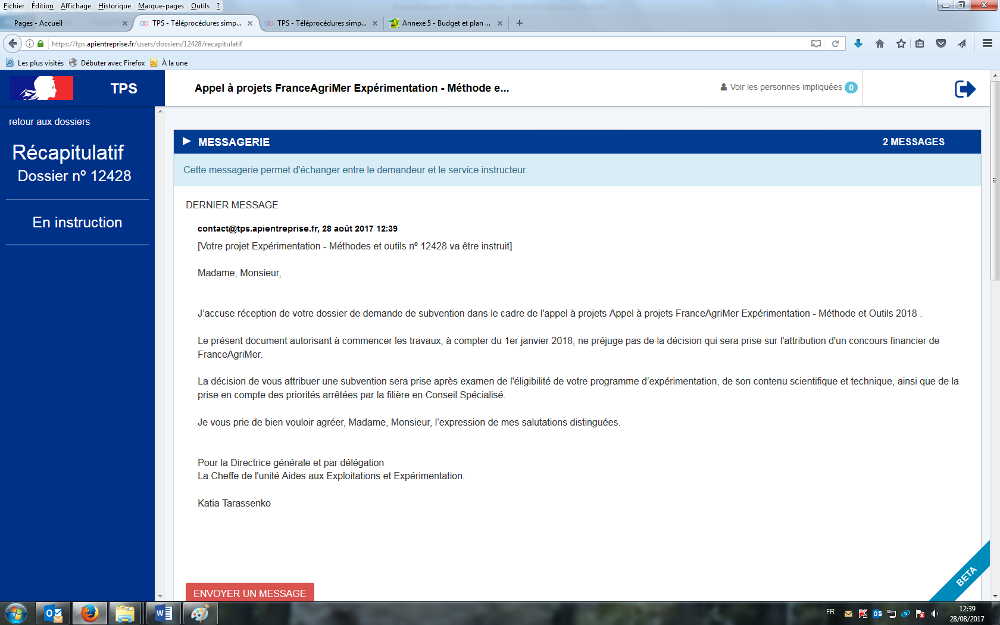 Fichier Édition Affichage Historique Marque-pages Outils ?
Pages - Accueil
TPS - Téléprocédures simp...
TPS - Téléprocédures simp...
Annexe 5 - Budget et plan ...
https://tps.apientreprise.fr/users/dossiers/12428/recapitulatif
Les plus visités Débuter avec Firefox À la une
TPS
Appel à projets FranceAgriMer Expérimentation - Méthode e...
Voir les personnes impliquées 0
retour aux dossiers
Récapitulatif
Dossier nº 12428
En instruction
MESSAGERIE
2 MESSAGES
Cette messagerie permet d'échanger entre le demandeur et le service instructeur.
DERNIER MESSAGE
contact@tps.apientreprise.fr, 28 août 2017 12:39
[Votre projet Expérimentation - Méthodes et outils nº 12428 va être instruit]
Madame, Monsieur,
J’accuse réception de votre dossier de demande de subvention dans le cadre de l'appel à projets Appel à projets FranceAgriMer Expérimentation - Méthode et Outils 2018 .
Le présent document autorisant à commencer les travaux, à compter du 1er janvier 2018, ne préjuge pas de la décision qui sera prise sur l'attribution d'un concours financier de
FranceAgriMer.
La décision de vous attribuer une subvention sera prise après examen de l'éligibilité de votre programme d’expérimentation, de son contenu scientifique et technique, ainsi que de la
prise en compte des priorités arrêtées par la filière en Conseil Spécialisé.
Je vous prie de bien vouloir agréer, Madame, Monsieur, l’expression de mes salutations distinguées.
Pour la Directrice générale et par délégation
La Cheffe de l'unité Aides aux Exploitations et Expérimentation.
Katia Tarassenko
ENVOYER UN MESSAGE
BETA
FR
12:39
28/08/2017